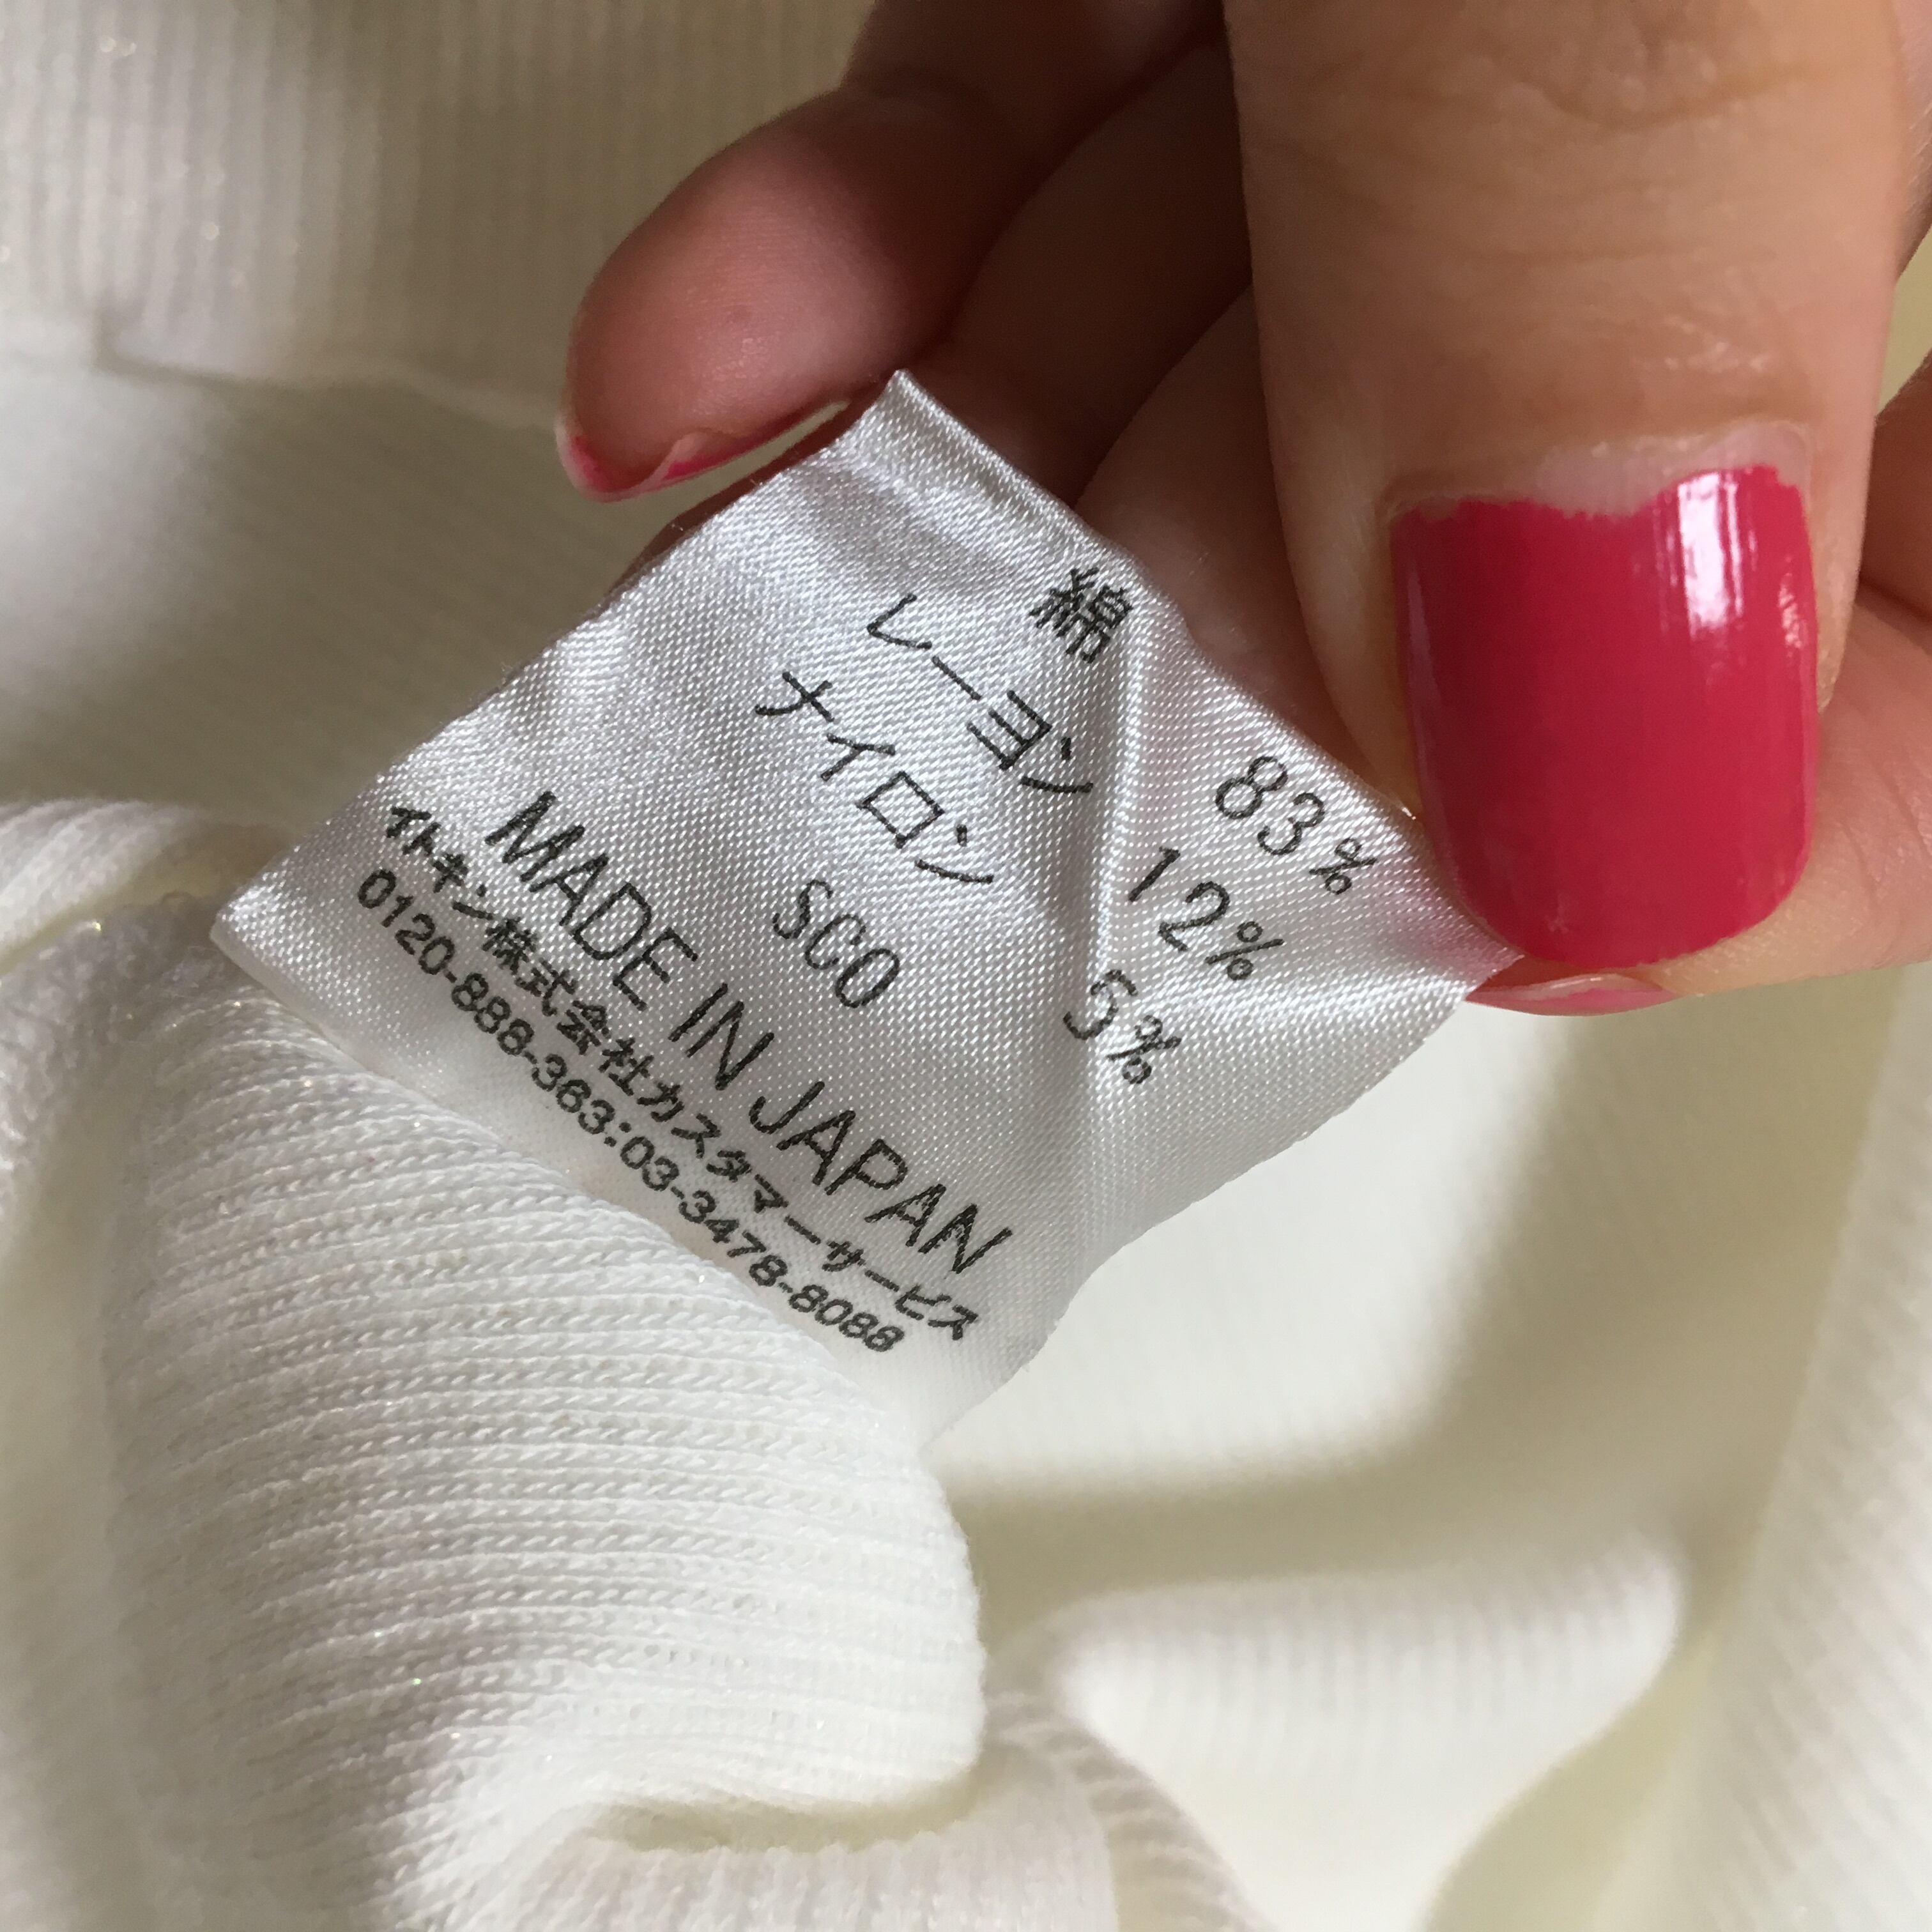 綿 83%
レーヨン 12%
ナイロン 5%
SCO
MADE IN JAPAN
イトキン株式会社カスタマーサービス
0120-888-363:03-3478-8088